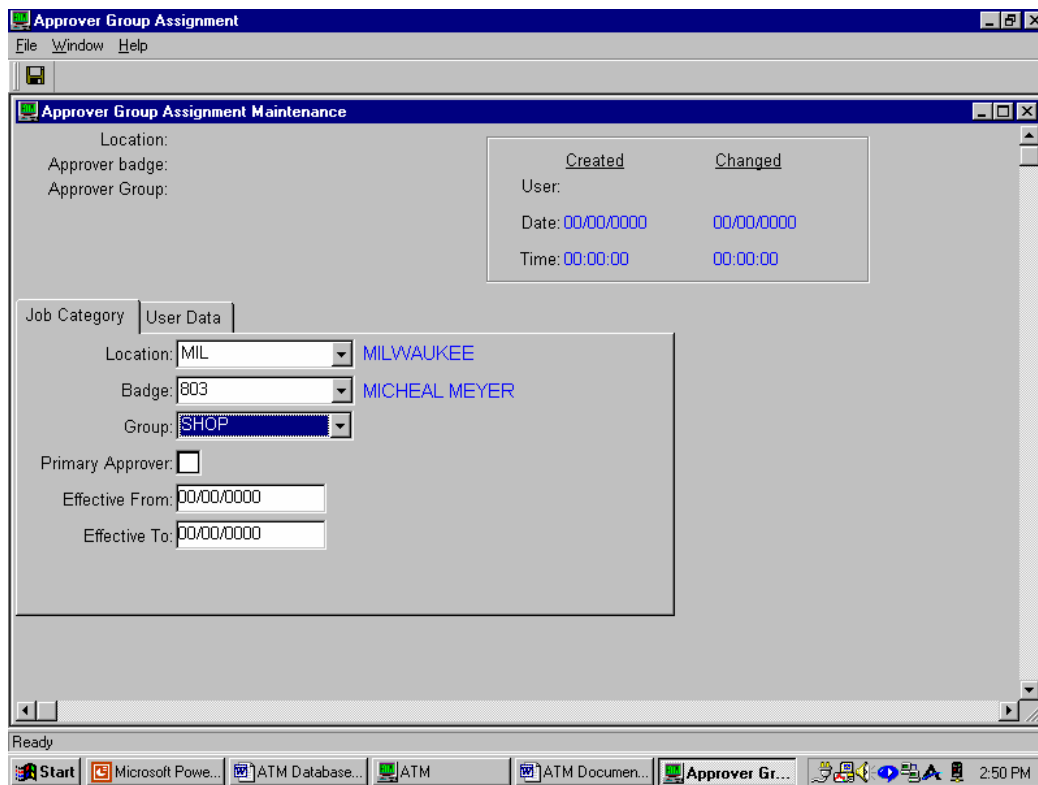 Approver Group Assignment
File Window Help
Approver Group Assignment Maintenance
Location:
Approver badge:
Approver Group:
Created Changed
User:
Date: 00/00/0000 00/00/0000
Time: 00:00:00 00:00:00
Job Category User Data
Location: MIL MILWAUKEE
Badge: 803 MICHEAL MEYER
Group: SHOP
Primary Approver:
Effective From: 00/00/0000
Effective To: 00/00/0000
Ready
Start Microsoft Powe... ATM Database... ATM ATM Documen... Approver Gr... 2:50 PM